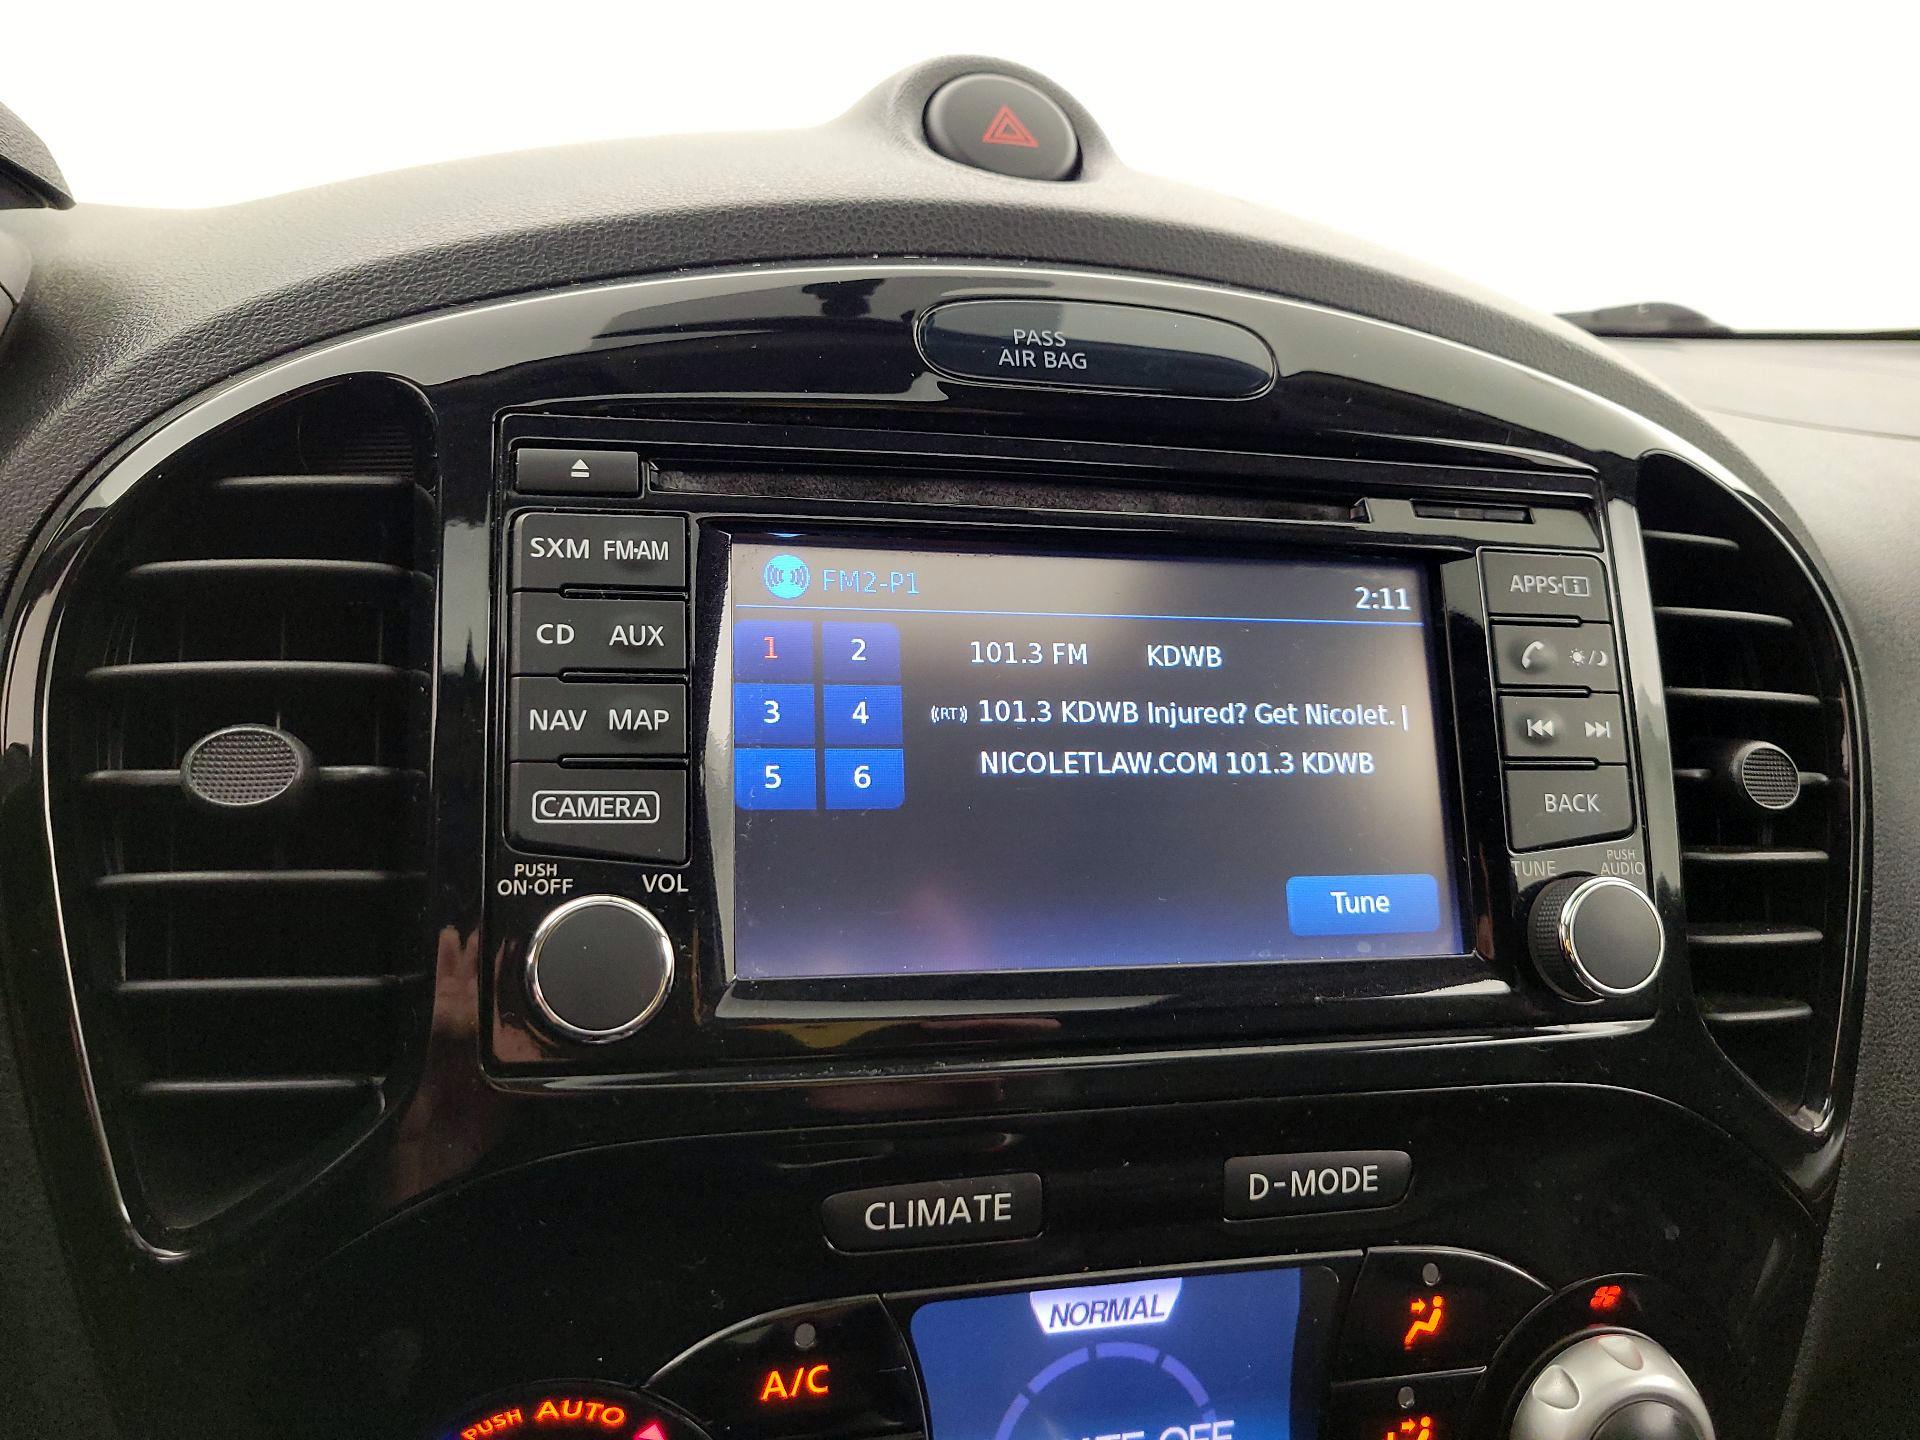 PASS
AIR BAG
SXM FM·AM
CD AUX
NAV MAP
CAMERA
PUSH
ON·OFF
VOL
FM2-P1
2:11
1 2
3 4
5 6
101.3 FM KDWB
((RT)) 101.3 KDWB Injured? Get Nicolet. |
NICOLETLAW.COM 101.3 KDWB
Tune
APPS·i
BACK
TUNE
PUSH
AUDIO
CLIMATE
D-MODE
NORMAL
A/C
PUSH AUTO
OFF